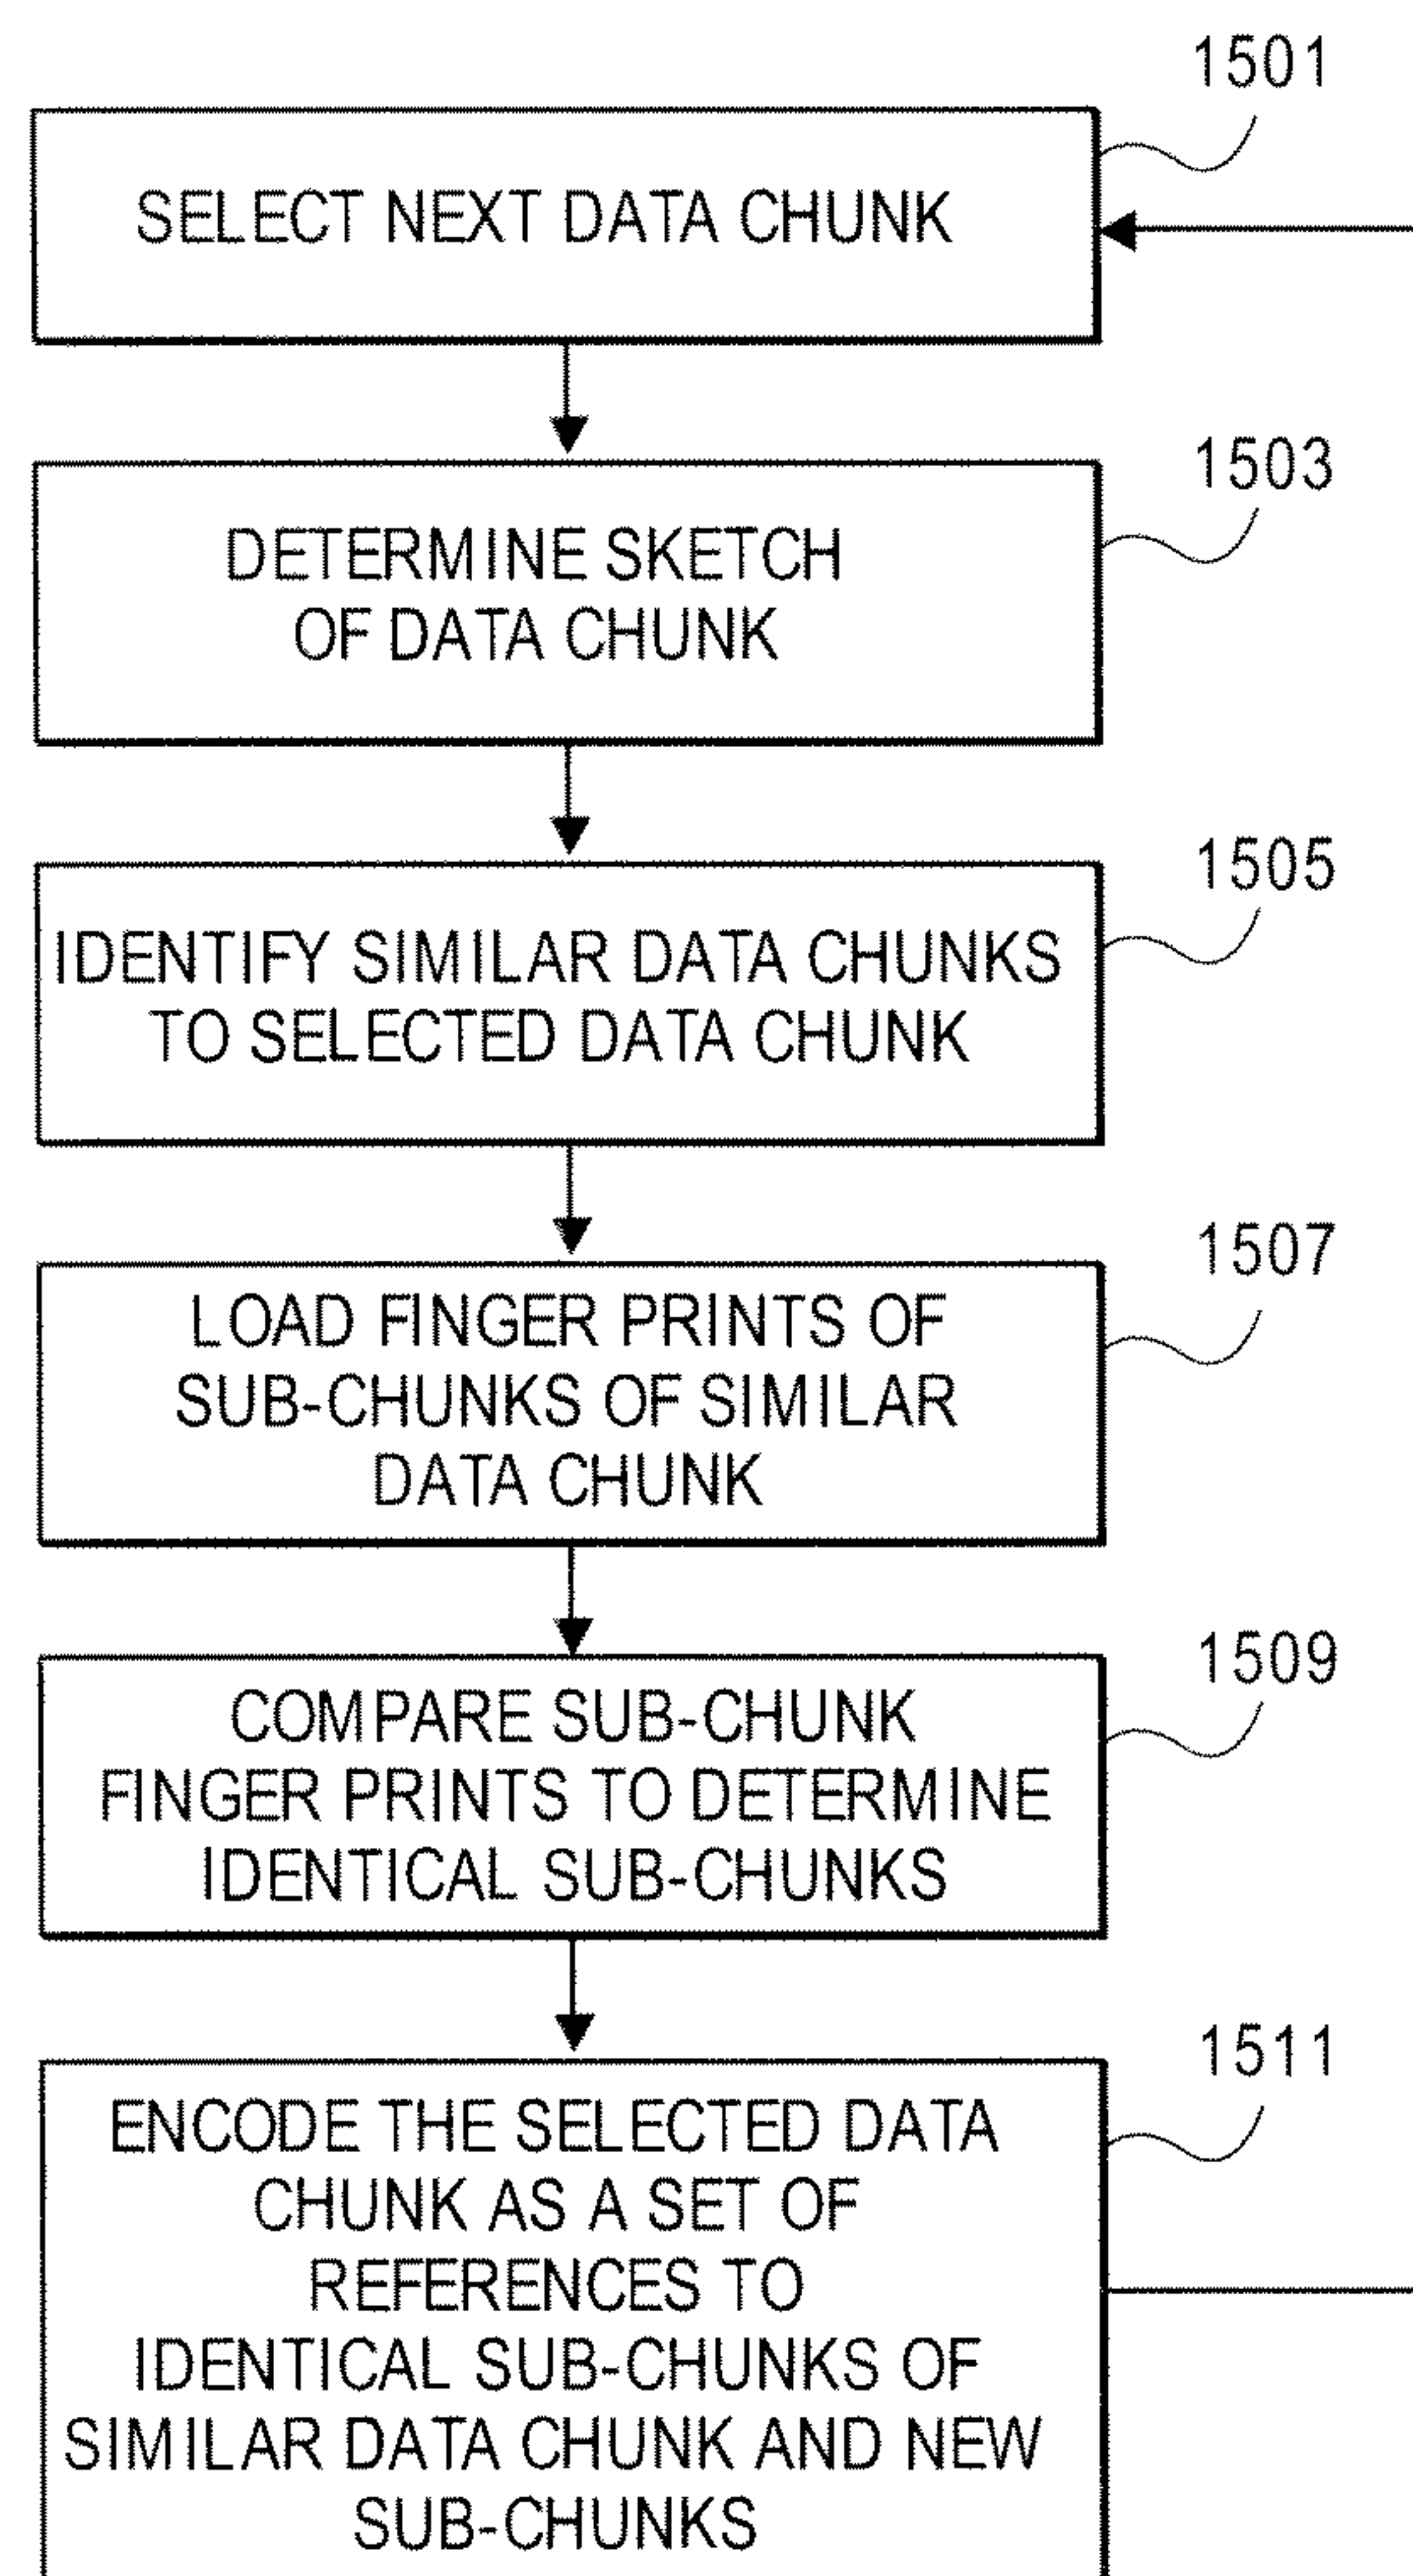 1501
SELECT NEXT DATA CHUNK
1503
DETERMINE SKETCH
OF DATA CHUNK
1505
IDENTIFY SIMILAR DATA CHUNKS
TO SELECTED DATA CHUNK
1507
LOAD FINGER PRINTS OF
SUB-CHUNKS OF SIMILAR
DATA CHUNK
1509
COMPARE SUB-CHUNK
FINGER PRINTS TO DETERMINE
IDENTICAL SUB-CHUNKS
1511
ENCODE THE SELECTED DATA
CHUNK AS A SET OF
REFERENCES TO
IDENTICAL SUB-CHUNKS OF
SIMILAR DATA CHUNK AND NEW
SUB-CHUNKS